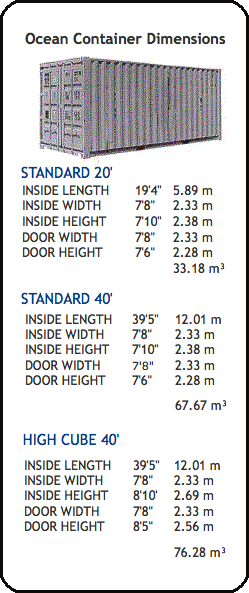 Ocean Container Dimensions
STANDARD 20'
INSIDE LENGTH 19'4" 5.89 m
INSIDE WIDTH 7'8" 2.33 m
INSIDE HEIGHT 7'10" 2.38 m
DOOR WIDTH 7'8" 2.33 m
DOOR HEIGHT 7'6" 2.28 m
33.18 m³
STANDARD 40'
INSIDE LENGTH 39'5" 12.01 m
INSIDE WIDTH 7'8" 2.33 m
INSIDE HEIGHT 7'10" 2.38 m
DOOR WIDTH 7'8" 2.33 m
DOOR HEIGHT 7'6" 2.28 m
67.67 m³
HIGH CUBE 40'
INSIDE LENGTH 39'5" 12.01 m
INSIDE WIDTH 7'8" 2.33 m
INSIDE HEIGHT 8'10' 2.69 m
DOOR WIDTH 7'8" 2.33 m
DOOR HEIGHT 8'5" 2.56 m
76.28 m³